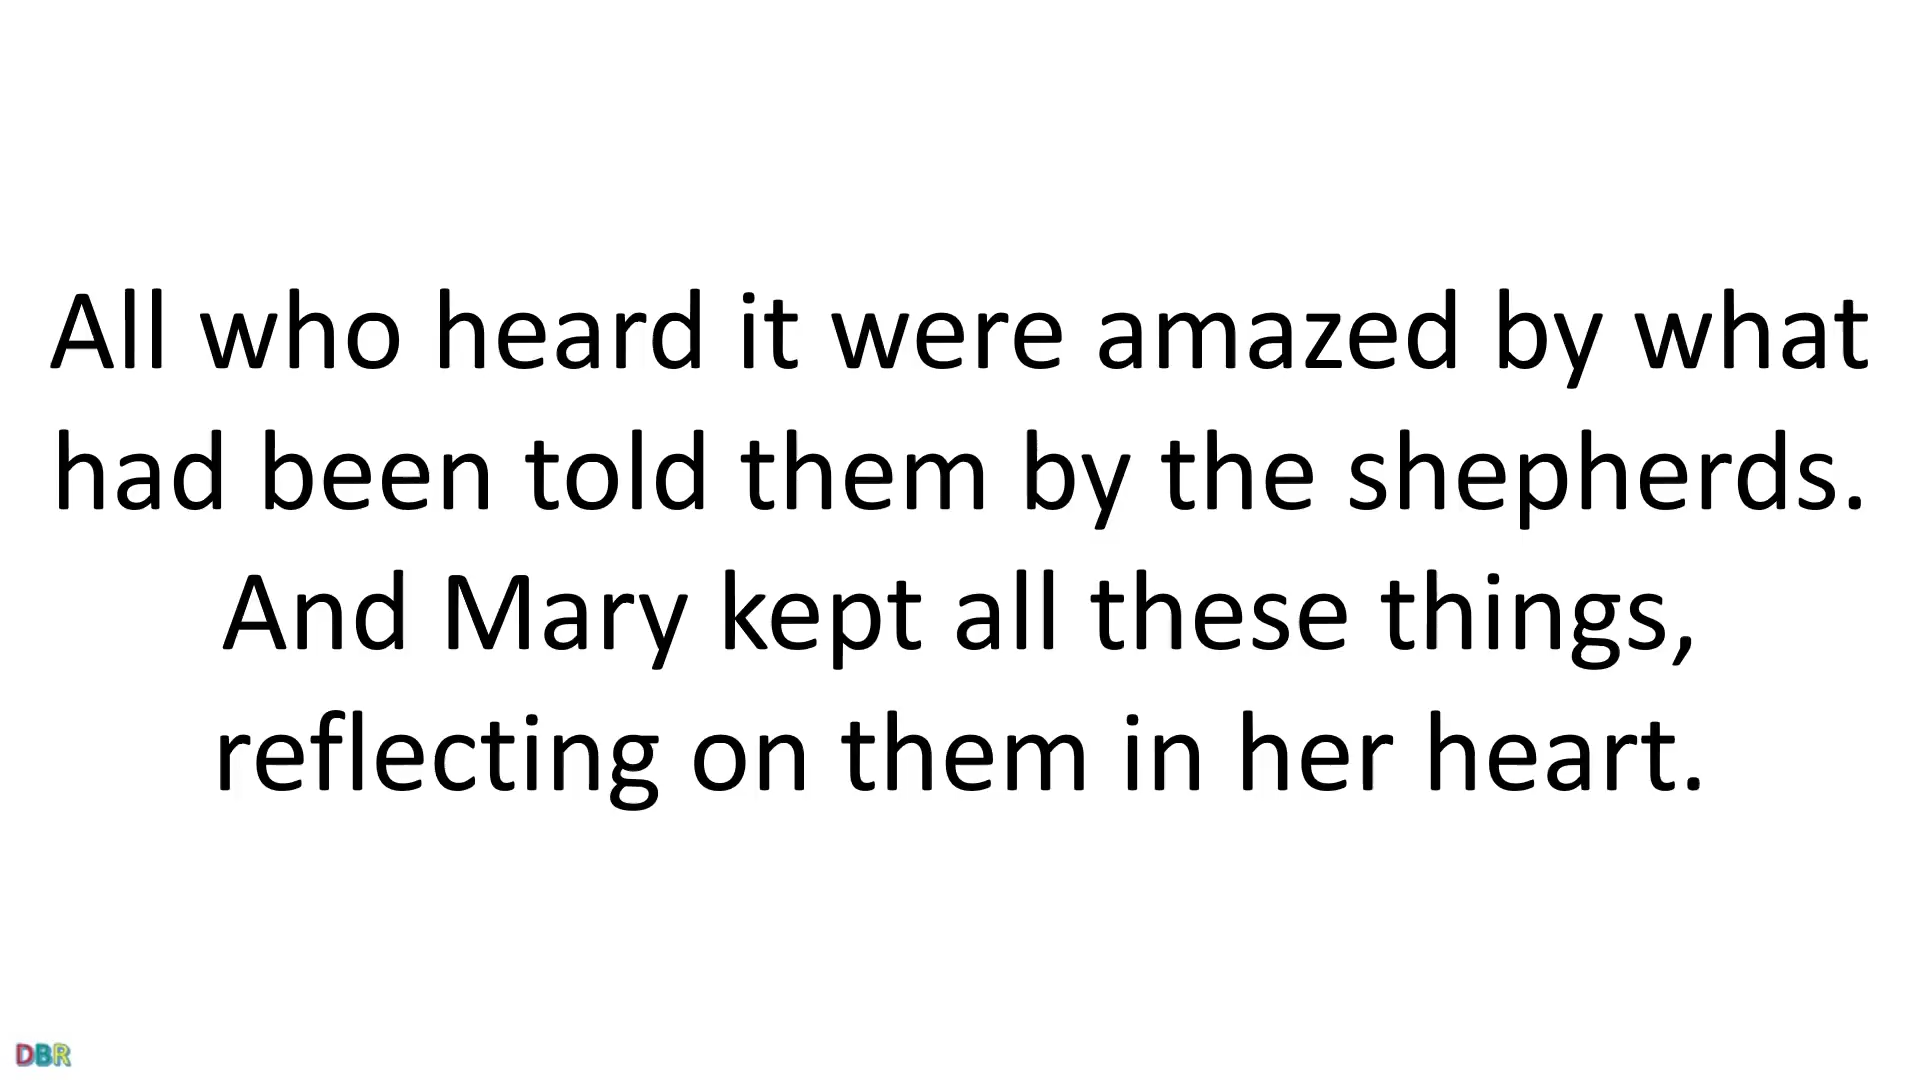 All who heard it were amazed by what
had been told them by the shepherds.
And Mary kept all these things,
reflecting on them in her heart.
DBR